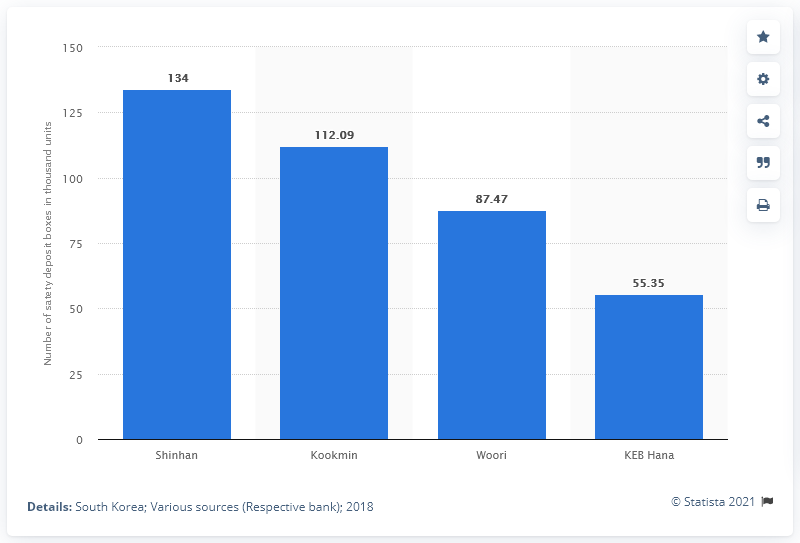 150
134
125
112.09
100
87.47
75
55.35
50
25
0
Number of safety deposit boxes in thousand units
Shinhan
Kookmin
Woori
KEB Hana
© Statista 2021
Details: South Korea; Various sources (Respective bank); 2018